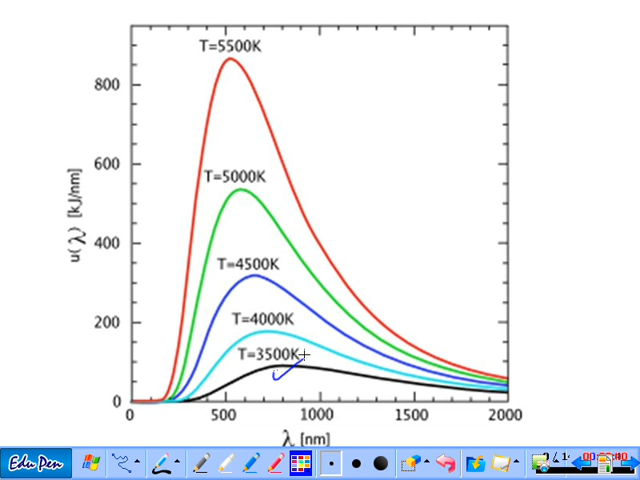 T=5500K
800
T=5000K
600
u(λ) [kJ/nm]
400
T=4500K
T=4000K
200
T=3500K
0
0 500 1000 1500 2000
λ [nm]
Edu Pen